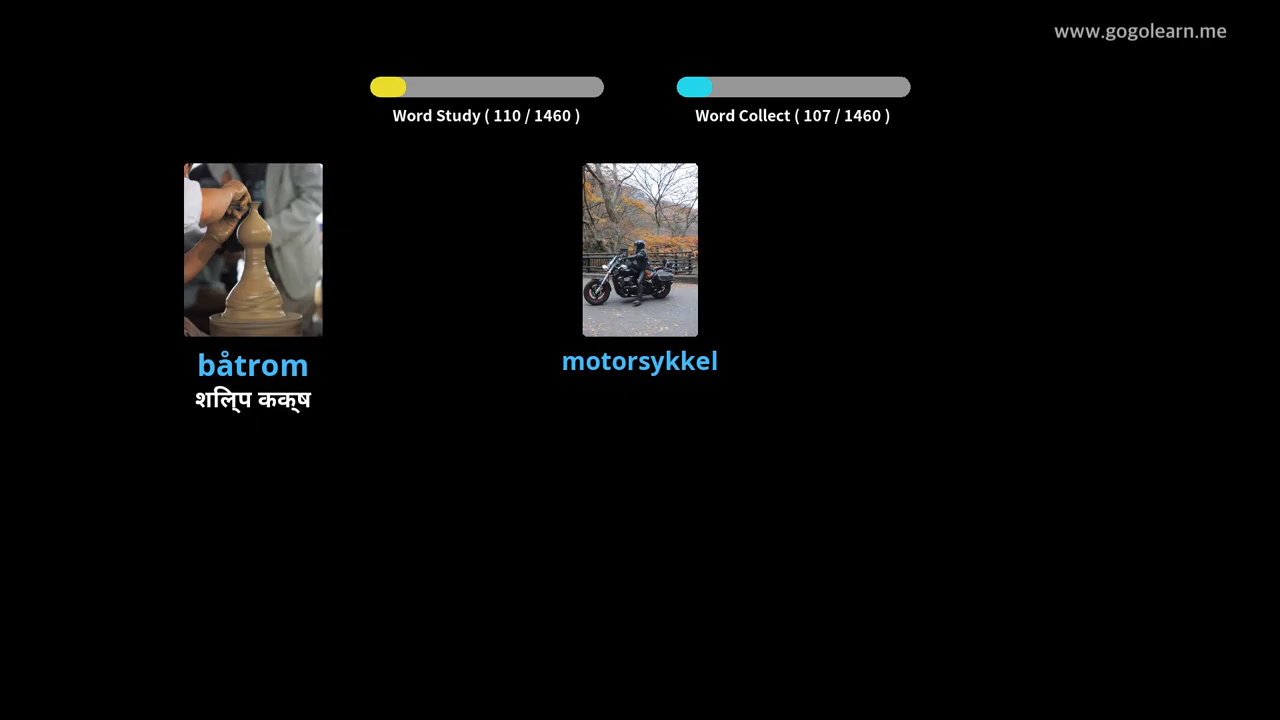 www.gogolearn.me
Word Study ( 110 / 1460 )
Word Collect ( 107 / 1460 )
båtrom
शलि्प कक्ष
motorsykkel